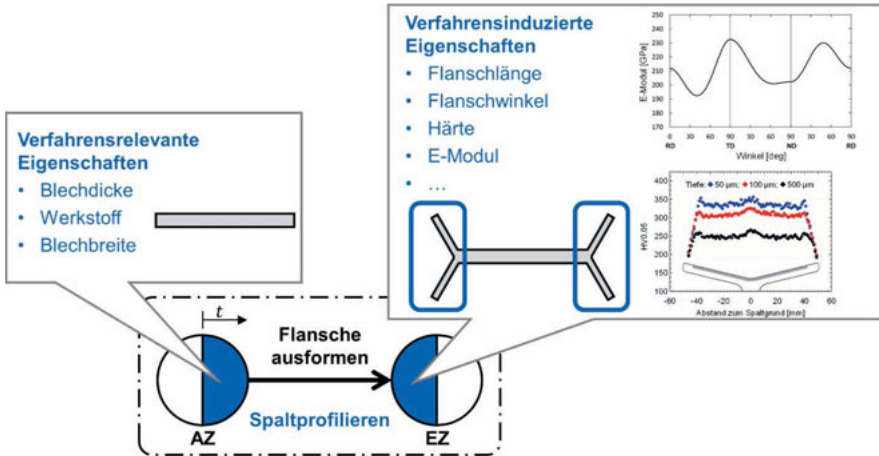 Verfahrensrelevante
Eigenschaften
• Blechdicke
• Werkstoff
• Blechbreite
Verfahrensinduzierte
Eigenschaften
• Flanschlänge
• Flanschwinkel
• Härte
• E-Modul
• ...
E-Modul [GPa]
260
250
240
230
220
210
200
190
180
170
0 30 60 90 60 30 90 30 60 90
RD TD ND RD
Winkel [deg]
Tiefe: 50 µm; 100 µm; 500 µm
HV0.05
350
300
250
200
150
100
-60 -40 -20 0 20 40 50
Abstand zum Spaltgrund [mm]
t
Flansche
ausformen
Spaltprofilieren
AZ
EZ